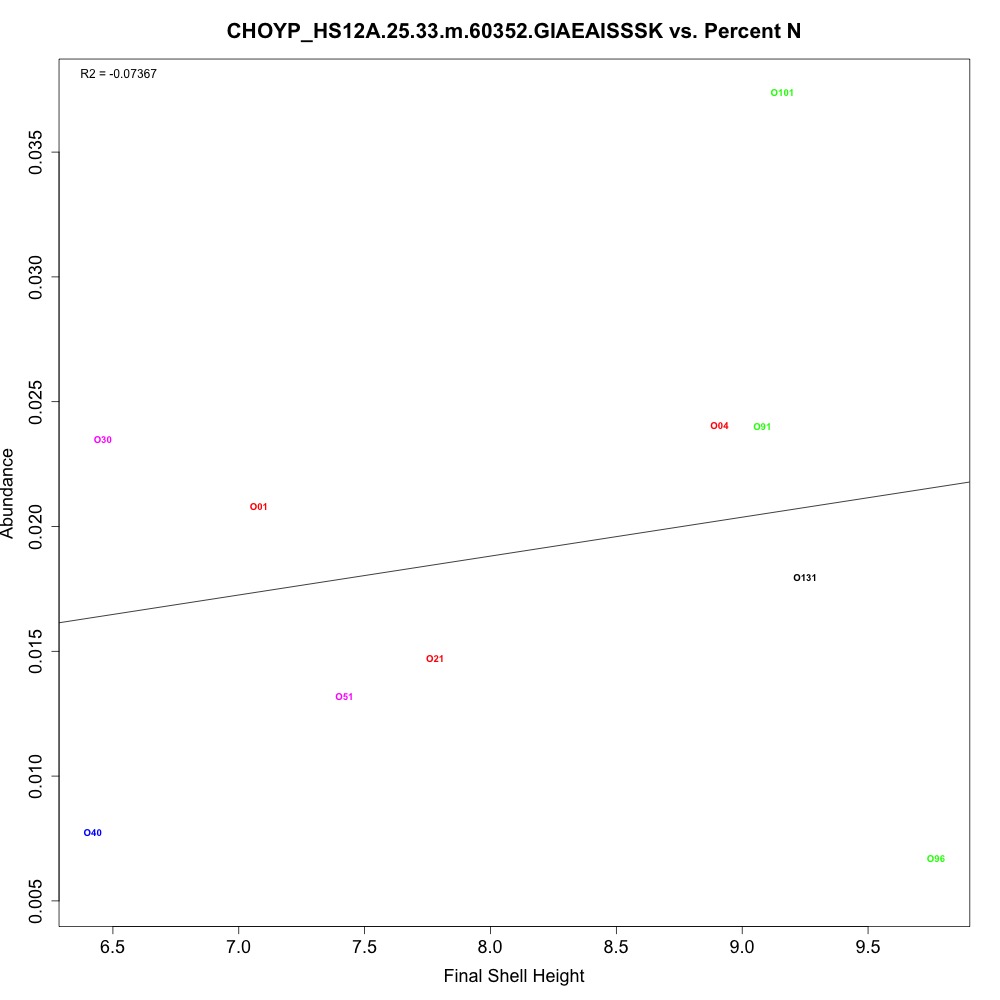 CHOYP_HS12A.25.33.m.60352.GIAEAISSSK vs. Percent N
R2 = -0.07367
O101
0.035
0.030
0.025
O04
O91
O30
Abundance
O01
0.020
O131
0.015
O21
O51
0.010
O40
O96
0.005
6.5 7.0 7.5 8.0 8.5 9.0 9.5
Final Shell Height